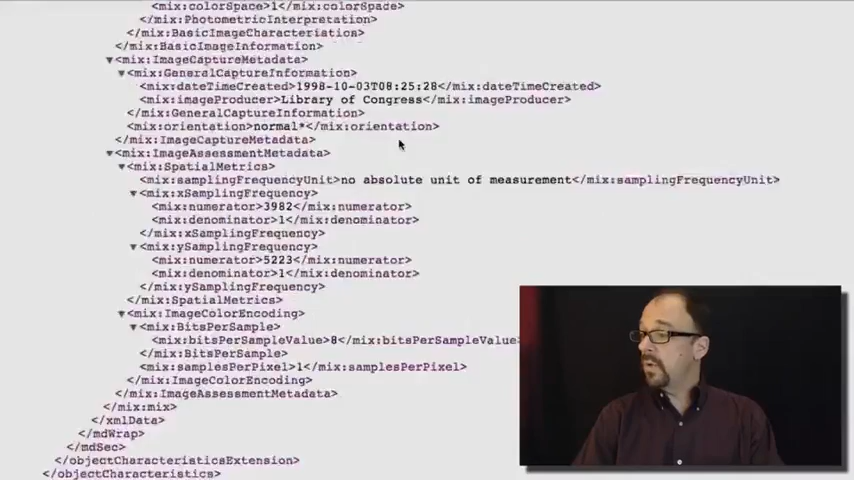 <mix:colorSpace>1</mix:colorSpace>
</mix:PhotometricInterpretation>
</mix:BasicImageCharacteristics>
</mix:BasicImageInformation>
▼<mix:ImageCaptureMetadata>
▼<mix:GeneralCaptureInformation>
<mix:dateTimeCreated>1998-10-03T08:25:28</mix:dateTimeCreated>
<mix:imageProducer>Library of Congress</mix:imageProducer>
</mix:GeneralCaptureInformation>
<mix:orientation>normal*</mix:orientation>
</mix:ImageCaptureMetadata>
▼<mix:ImageAssessmentMetadata>
▼<mix:SpatialMetrics>
<mix:samplingFrequencyUnit>no absolute unit of measurement</mix:samplingFrequencyUnit>
▼<mix:xSamplingFrequency>
<mix:numerator>3982</mix:numerator>
<mix:denominator>1</mix:denominator>
</mix:xSamplingFrequency>
▼<mix:ySamplingFrequency>
<mix:numerator>5223</mix:numerator>
<mix:denominator>1</mix:denominator>
</mix:ySamplingFrequency>
</mix:SpatialMetrics>
▼<mix:ImageColorEncoding>
▼<mix:BitsPerSample>
<mix:bitsPerSampleValue>8</mix:bitsPerSampleValue>
</mix:BitsPerSample>
<mix:samplesPerPixel>1</mix:samplesPerPixel>
</mix:ImageColorEncoding>
</mix:ImageAssessmentMetadata>
</mix:mix>
</xmlData>
</mdWrap>
</mdSec>
</objectCharacteristicsExtension>
</objectCharacteristics>